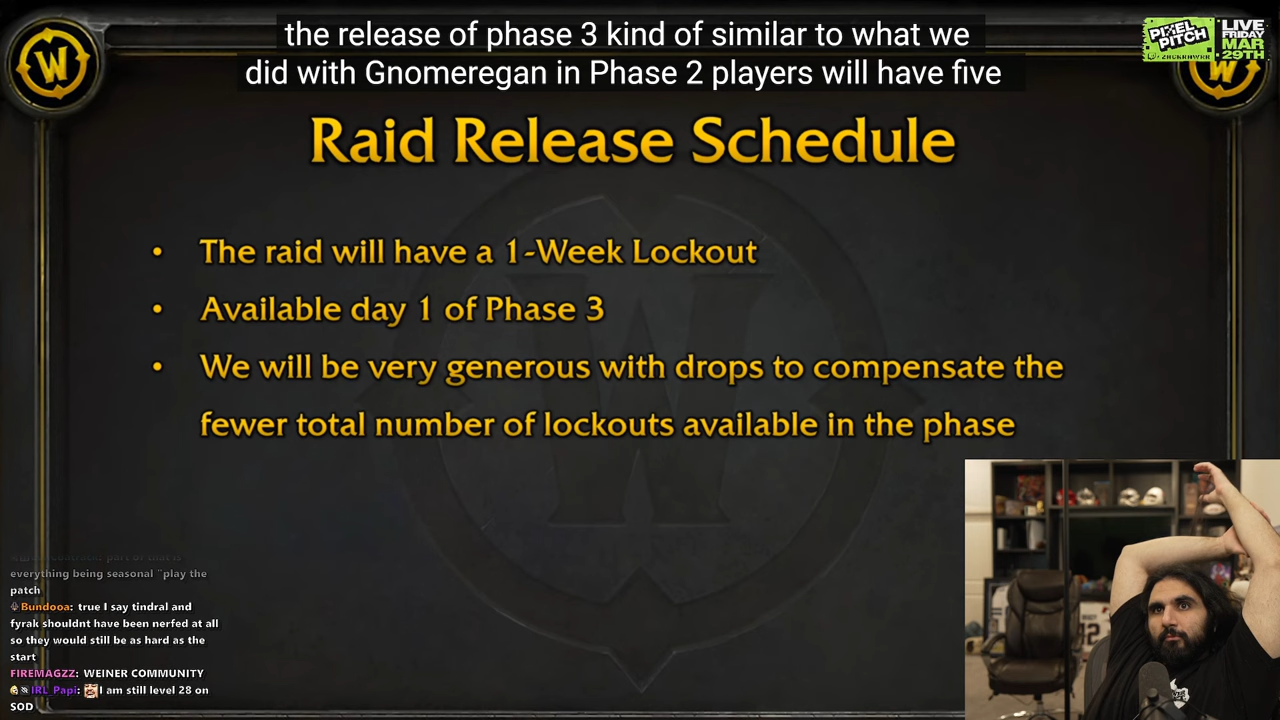 the release of phase 3 kind of similar to what we
did with Gnomeregan in Phase 2 players will have five
PIXEL
PITCH
LIVE
FRIDAY
MAR
29TH
Raid Release Schedule
• The raid will have a 1-Week Lockout
• Available day 1 of Phase 3
• We will be very generous with drops to compensate the
fewer total number of lockouts available in the phase
everything being seasonal "play the
patch
Bundooa: true I say tindral and
fyrak shouldnt have been nerfed at all
so they would still be as hard as the
start
FIREMAGZZ: WEINER COMMUNITY
IRL_Papi: I am still level 28 on
SOD